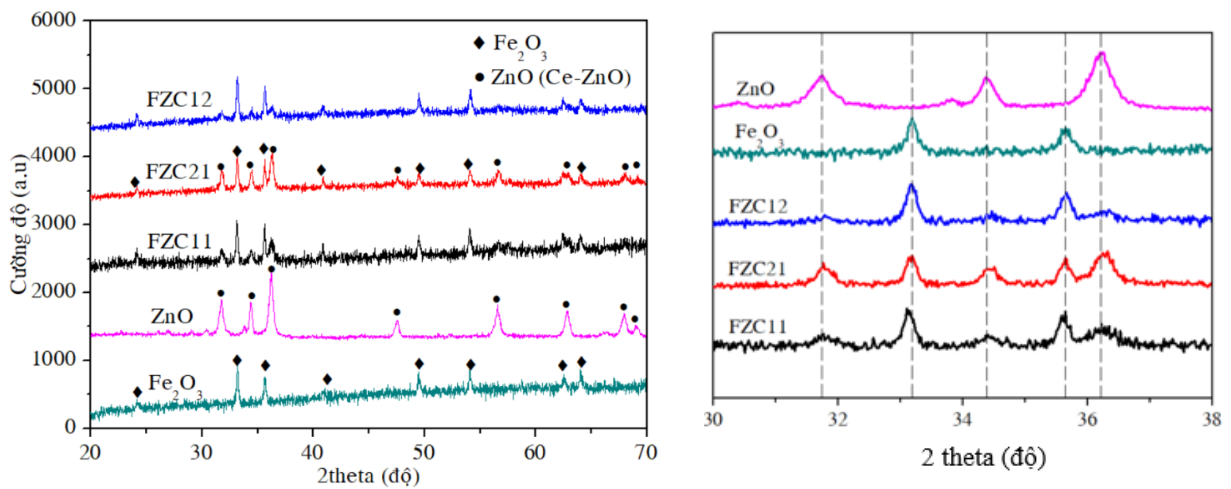 6000
5000
4000
3000
2000
1000
0
Cường độ (a.u)
Fe2O3
ZnO (Ce-ZnO)
FZC12
FZC21
FZC11
ZnO
Fe2O3
20 30 40 50 60 70
2theta (độ)
ZnO
Fe2O3
FZC12
FZC21
FZC11
30 32 34 36 38
2 theta (độ)